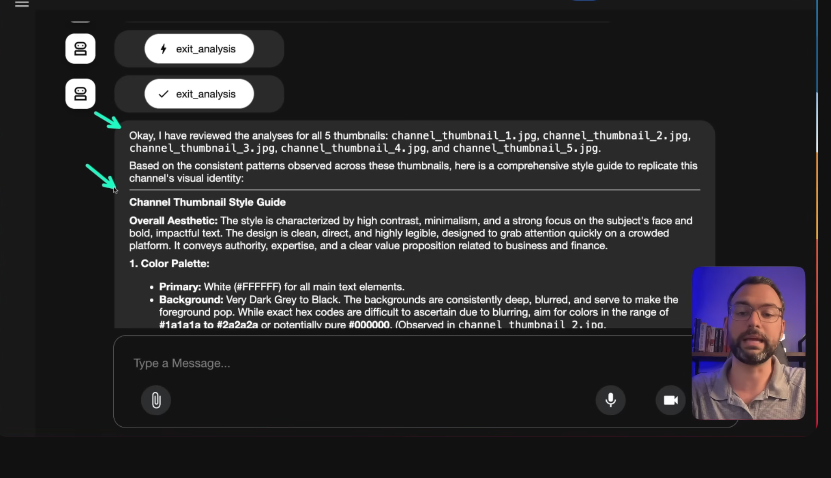 exit_analysis
exit_analysis
Okay, I have reviewed the analyses for all 5 thumbnails: channel_thumbnail_1.jpg, channel_thumbnail_2.jpg,
channel_thumbnail_3.jpg, channel_thumbnail_4.jpg, and channel_thumbnail_5.jpg.
Based on the consistent patterns observed across these thumbnails, here is a comprehensive style guide to replicate this
channel's visual identity:
Channel Thumbnail Style Guide
Overall Aesthetic: The style is characterized by high contrast, minimalism, and a strong focus on the subject's face and
bold, impactful text. The design is clean, direct, and highly legible, designed to grab attention quickly on a crowded
platform. It conveys authority, expertise, and a clear value proposition related to business and finance.
1. Color Palette:
• Primary: White (#FFFFFF) for all main text elements.
• Background: Very Dark Grey to Black. The backgrounds are consistently deep, blurred, and serve to make the
foreground pop. While exact hex codes are difficult to ascertain due to blurring, aim for colors in the range of
#1a1a1a to #2a2a2a or potentially pure #000000. (Observed in channel_thumbnail_2.jpg,
Type a Message...